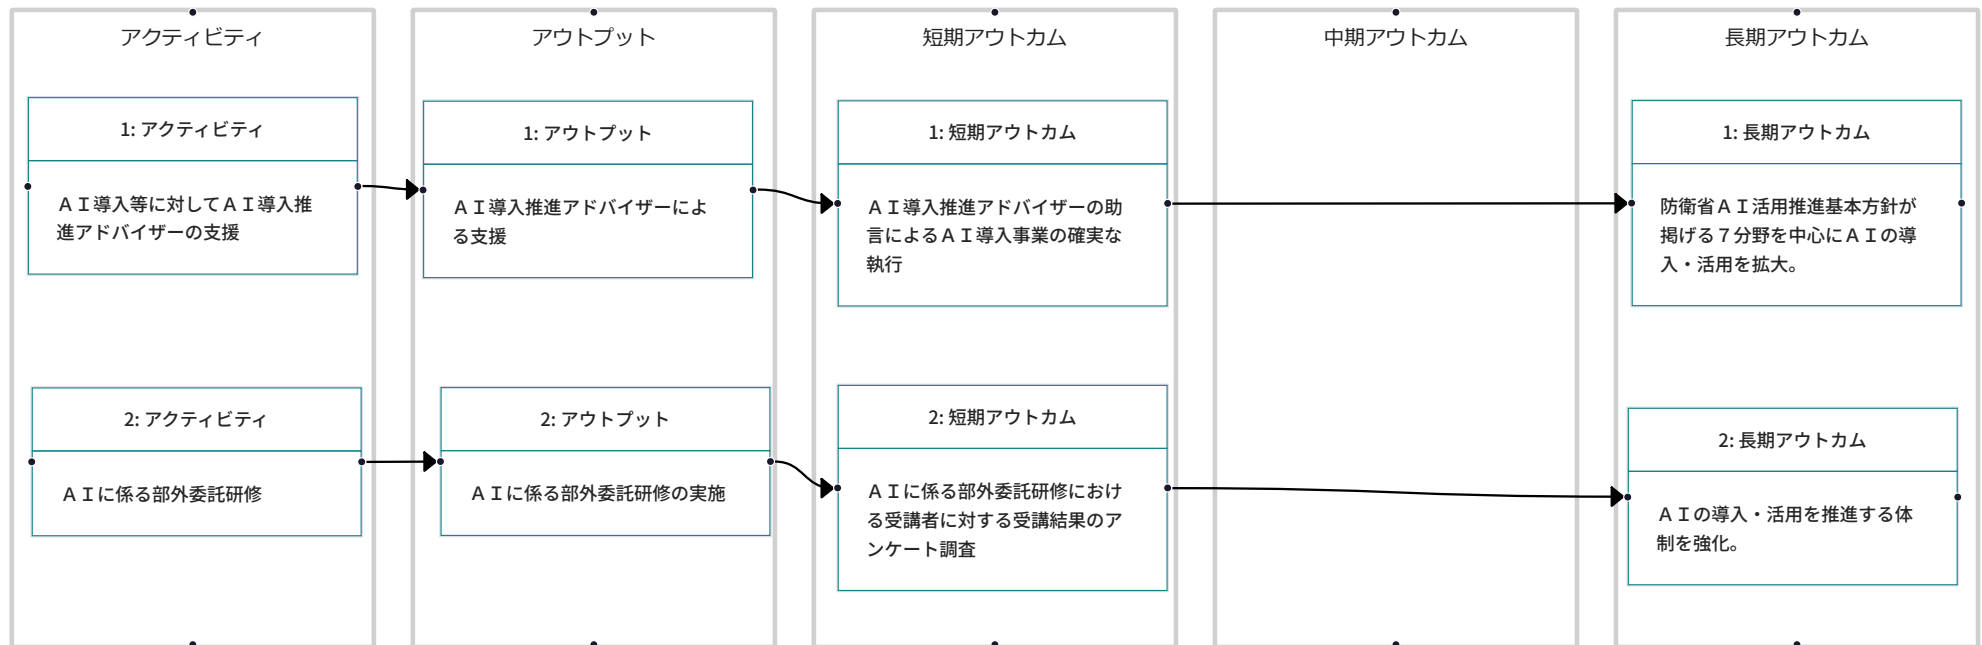 アクティビティ
アウトプット
短期アウトカム
中期アウトカム
長期アウトカム
1: アクティビティ
ＡＩ導入等に対してＡＩ導入推
進アドバイザーの支援
1: アウトプット
ＡＩ導入推進アドバイザーによ
る支援
1: 短期アウトカム
ＡＩ導入推進アドバイザーの助
言によるＡＩ導入事業の確実な
執行
1: 長期アウトカム
防衛省ＡＩ活用推進基本方針が
掲げる７分野を中心にＡＩの導
入・活用を拡大。
2: アクティビティ
ＡＩに係る部外委託研修
2: アウトプット
ＡＩに係る部外委託研修の実施
2: 短期アウトカム
ＡＩに係る部外委託研修におけ
る受講者に対する受講結果のア
ンケート調査
2: 長期アウトカム
ＡＩの導入・活用を推進する体
制を強化。